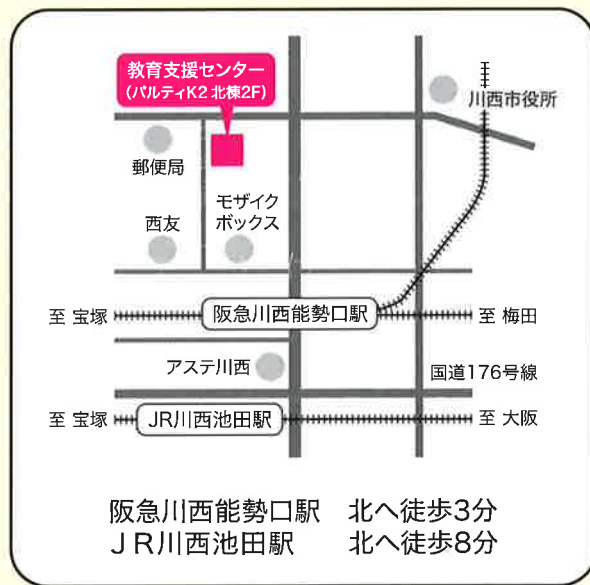 教育支援センター
(パルティK2 北棟2F)
川西市役所
郵便局
モザイク
ボックス
西友
至 宝塚
阪急川西能勢口駅
至 梅田
アステ川西
国道176号線
至 宝塚
JR川西池田駅
至 大阪
阪急川西能勢口駅　北へ徒歩3分
ＪＲ川西池田駅　北へ徒歩8分